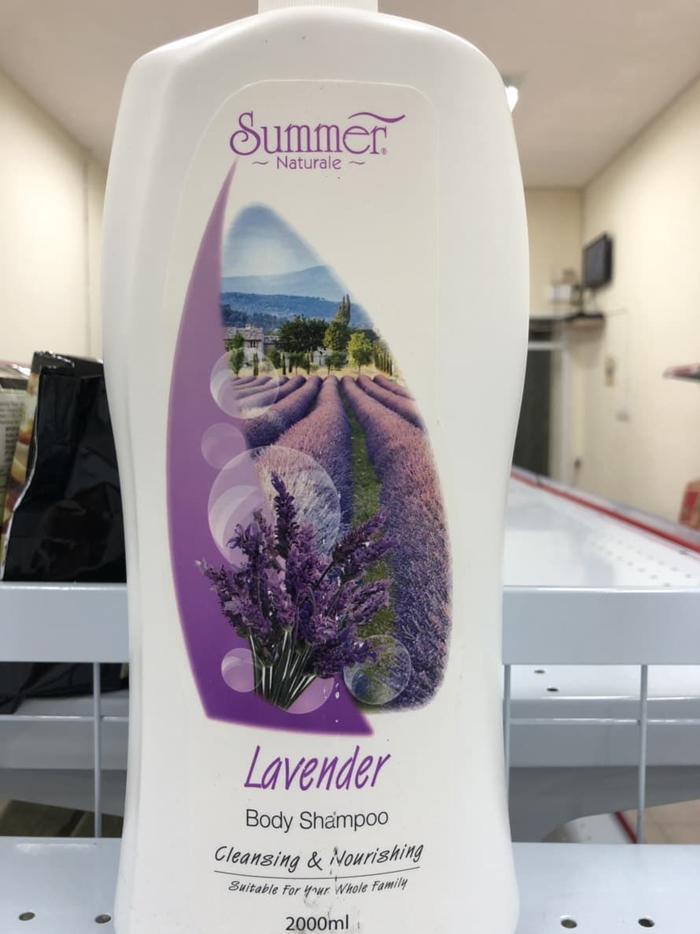 Summer®
~ Naturale ~
Lavender
Body Shampoo
Cleansing & Nourishing
Suitable For Your Whole Family
2000ml